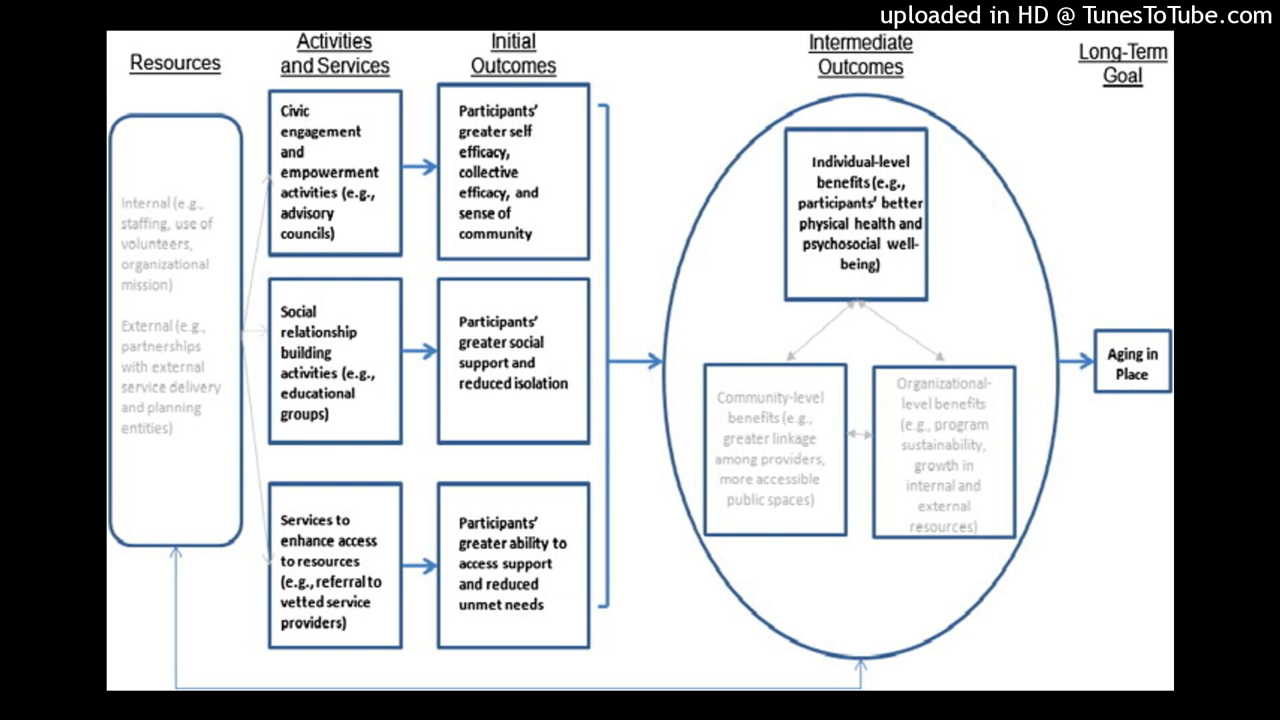 uploaded in HD @ TunesToTube.com
Resources
Activities
and Services
Initial
Outcomes
Intermediate
Outcomes
Long-Term
Goal
Internal (e.g.,
staffing, use of
volunteers,
organizational
mission)
External (e.g.,
partnerships
with external
service delivery
and planning
entities)
Civic
engagement
and
empowerment
activities (e.g.,
advisory
councils)
Social
relationship
building
activities (e.g.,
educational
groups)
Services to
enhance access
to resources
(e.g., referral to
vetted service
providers)
Participants’
greater self
efficacy,
collective
efficacy, and
sense of
community
Participants’
greater social
support and
reduced isolation
Participants’
greater ability to
access support
and reduced
unmet needs
Individual-level
benefits (e.g.,
participants’ better
physical health and
psychosocial well-
being)
Community-level
benefits (e.g.,
greater linkage
among providers,
more accessible
public spaces)
Organizational-
level benefits
(e.g., program
sustainability,
growth in
internal and
external
resources)
Aging in
Place